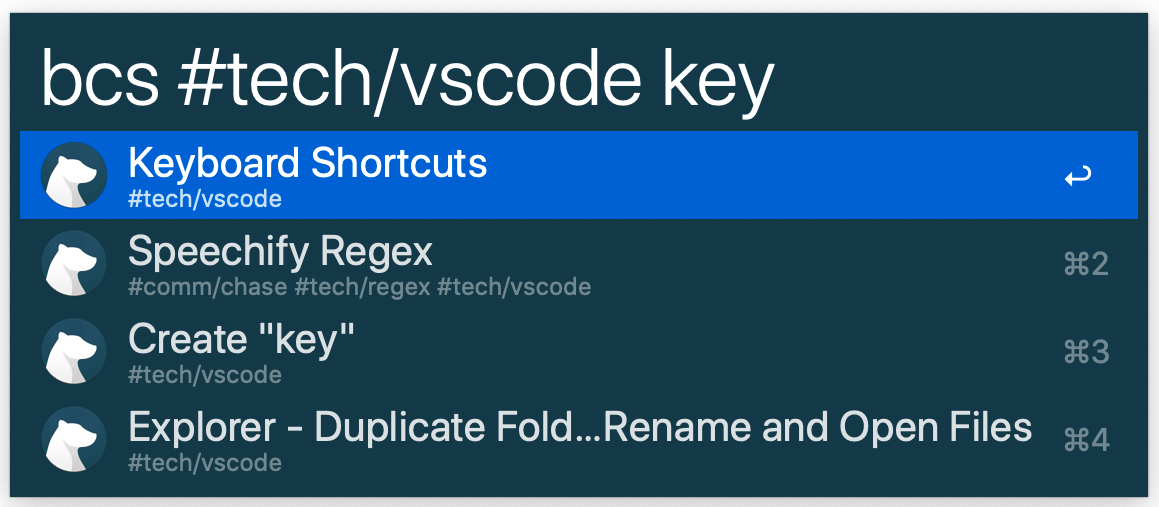 bcs #tech/vscode key
Keyboard Shortcuts
#tech/vscode
Speechify Regex
⌘2
#comm/chase #tech/regex #tech/vscode
Create "key"
⌘3
#tech/vscode
Explorer - Duplicate Fold...Rename and Open Files
⌘4
#tech/vscode